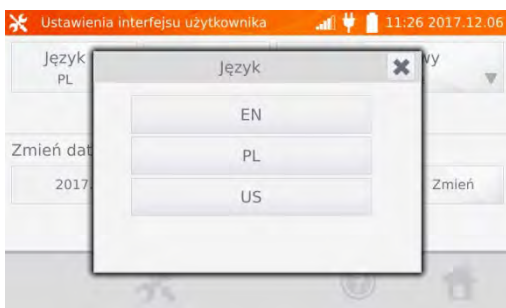 Ustawienia interfejsu użytkownika 11:26 2017.12.06
Język
PL
wy
Język
EN
PL
US
Zmień dat
2017.
Zmień